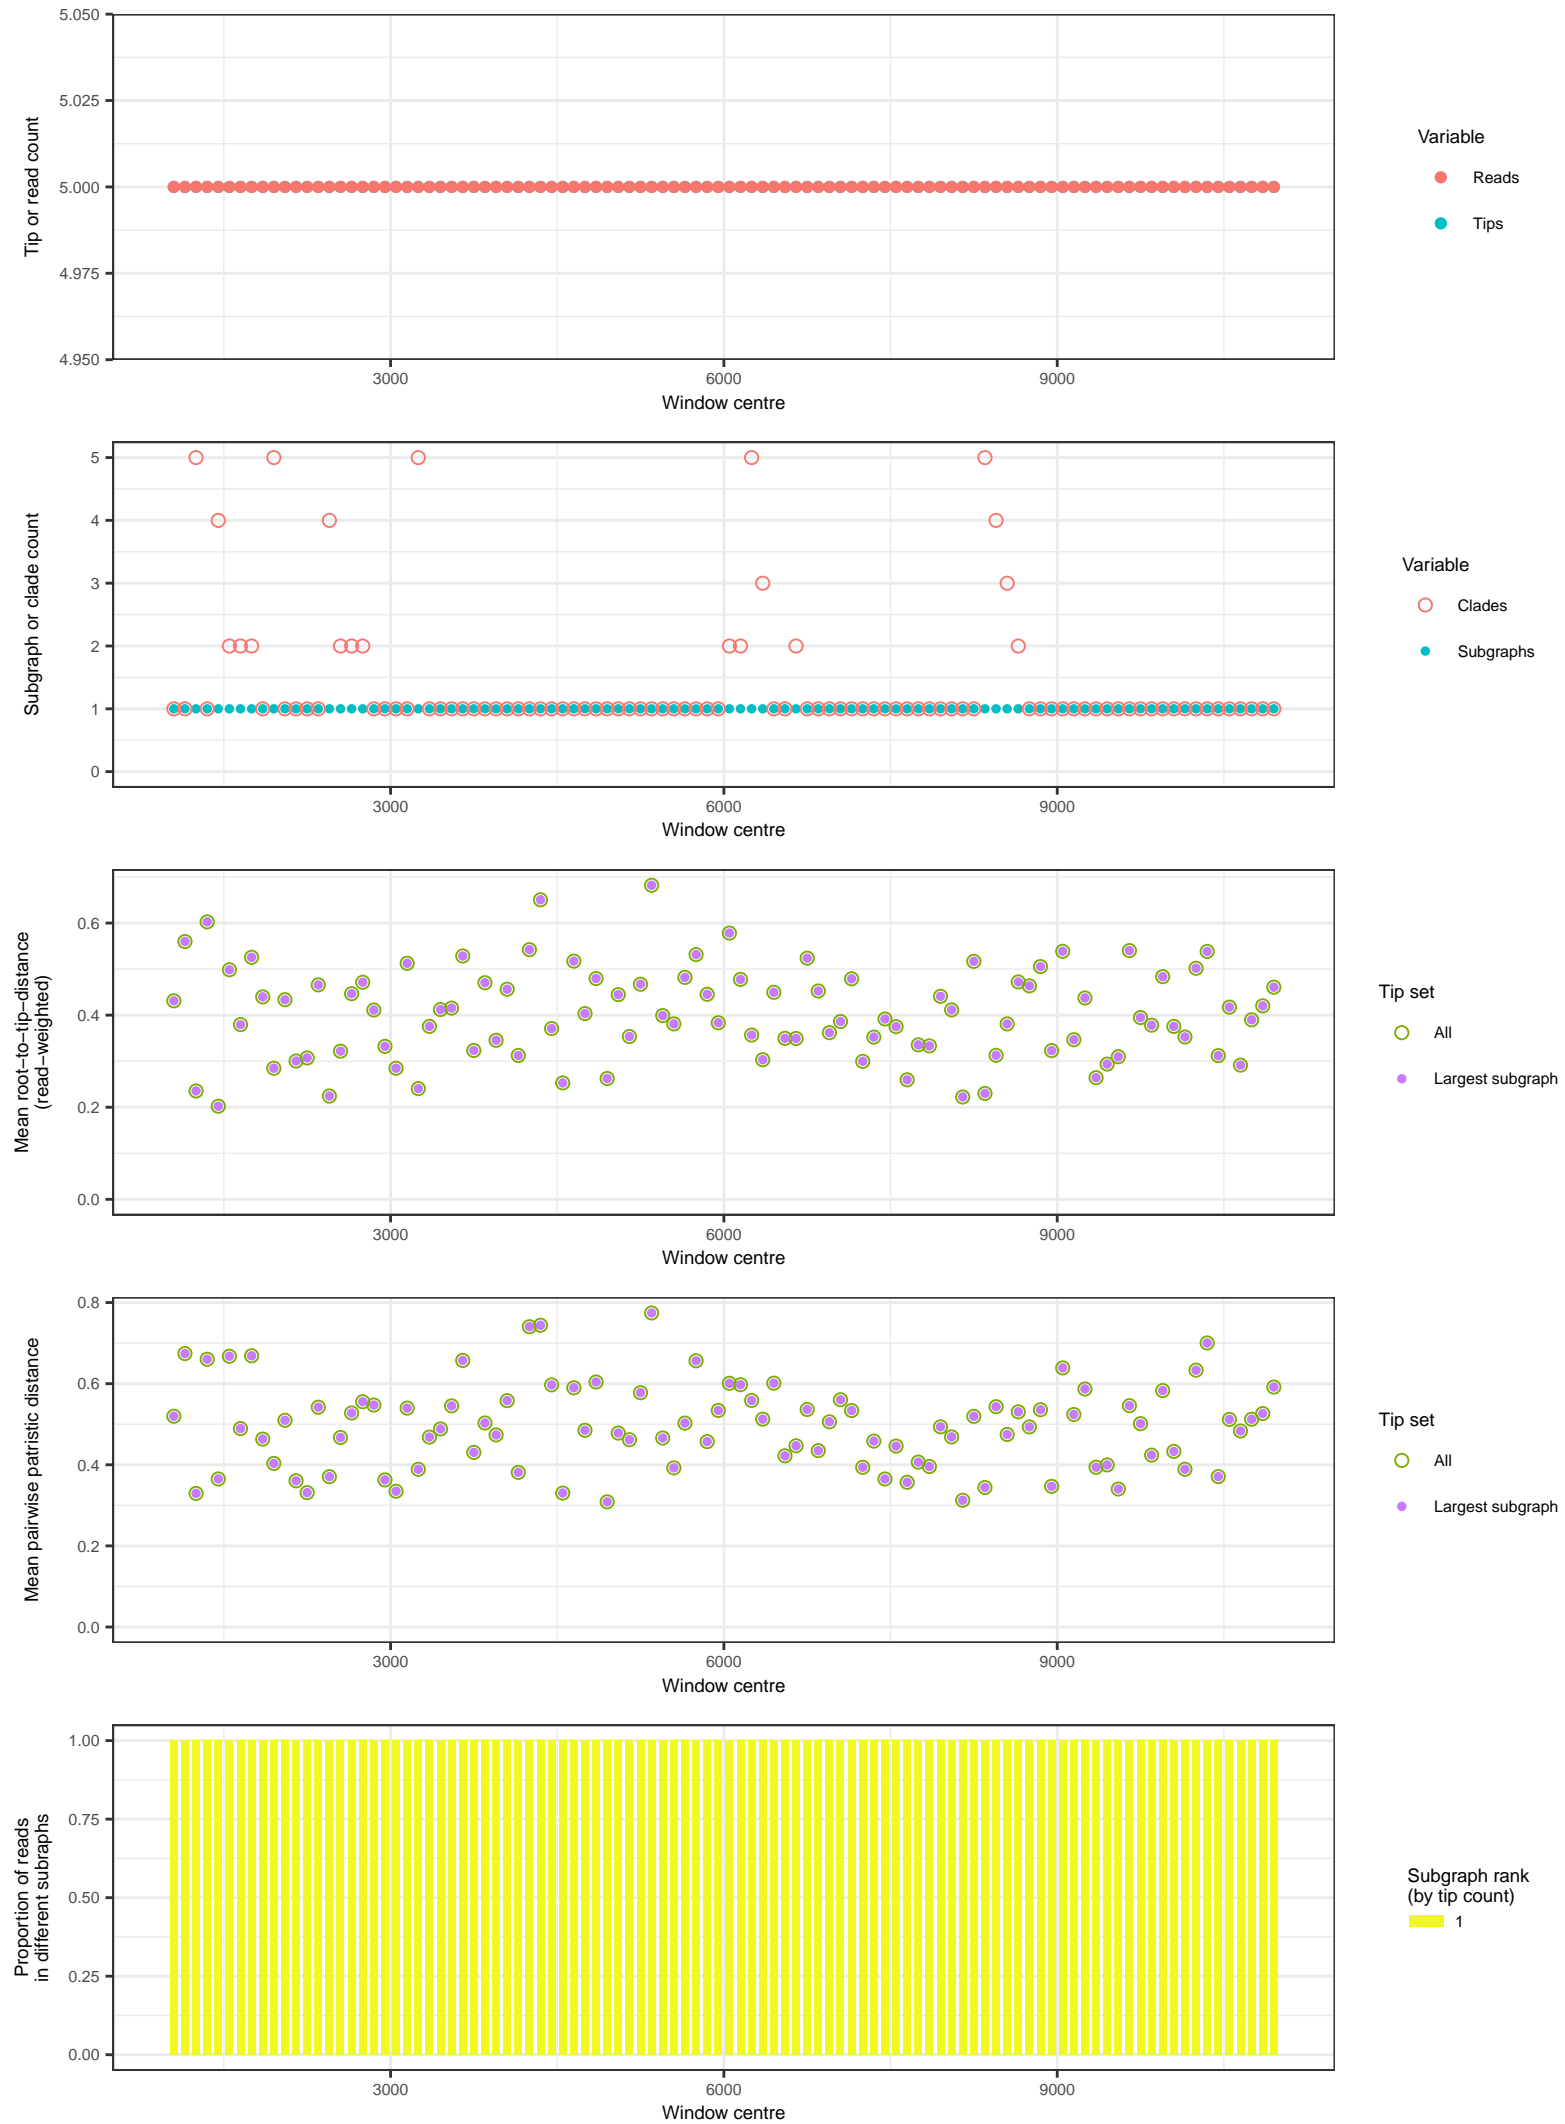 5.050
5.025
5.000
4.975
4.950
Tip or read count
3000 6000 9000
Window centre
Variable
Reads
Tips
5
4
3
2
1
0
Subgraph or clade count
3000 6000 9000
Window centre
Variable
Clades
Subgraphs
0.6
0.4
0.2
0.0
Mean root−to−tip−distance
(read−weighted)
3000 6000 9000
Window centre
Tip set
All
Largest subgraph
0.8
0.6
0.4
0.2
0.0
Mean pairwise patristic distance
3000 6000 9000
Window centre
Tip set
All
Largest subgraph
1.00
0.75
0.50
0.25
0.00
Proportion of reads
in different subraphs
3000 6000 9000
Window centre
Subgraph rank
(by tip count)
1